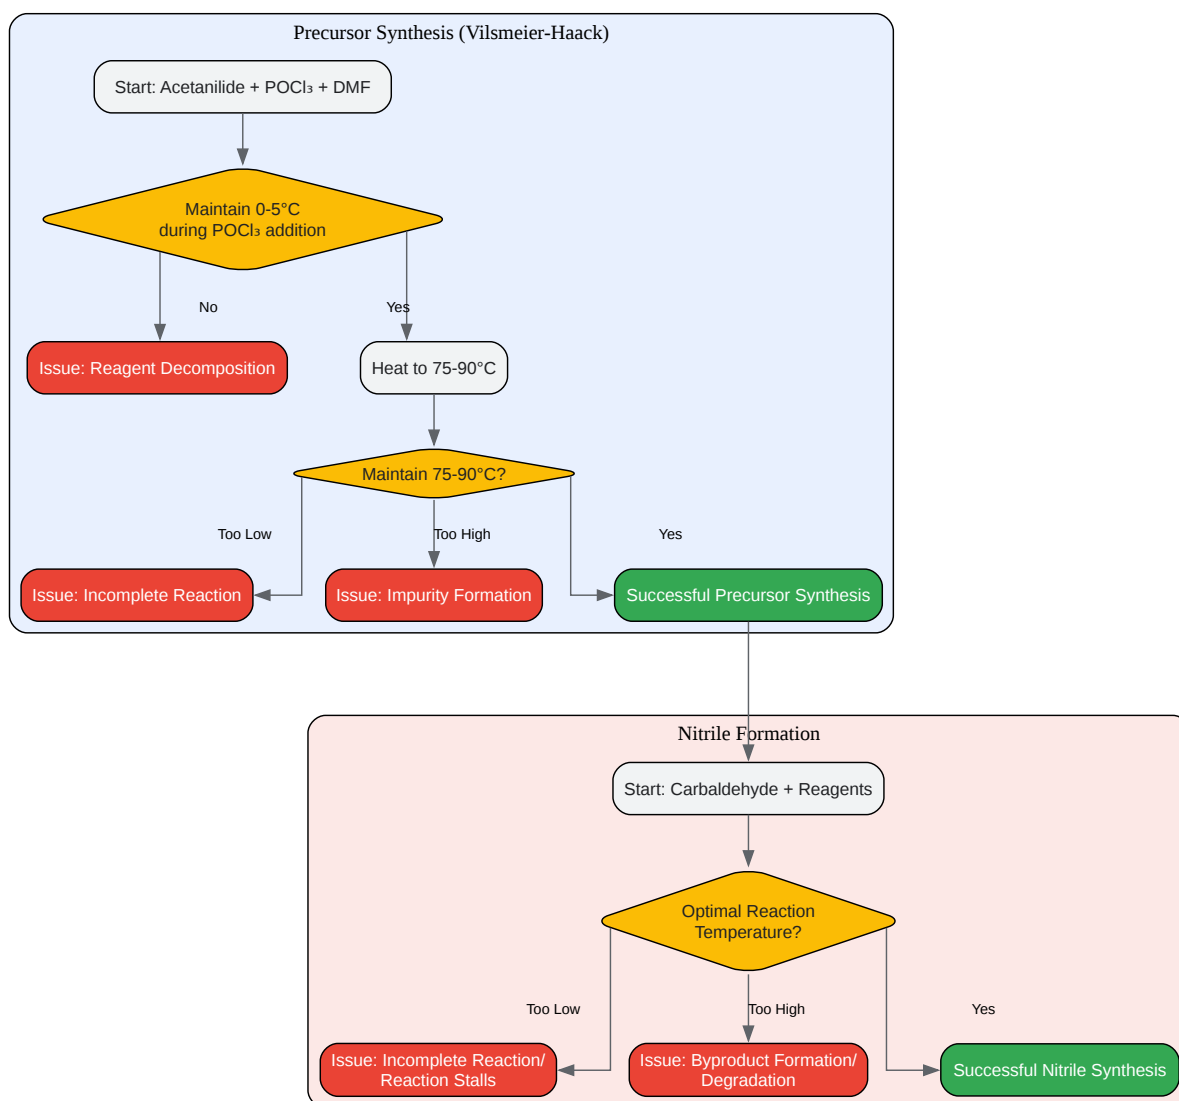 Precursor Synthesis (Vilsmeier-Haack)
Start: Acetanilide + POCl₃ + DMF
Maintain 0-5°C
during POCl₃ addition
No
Yes
Issue: Reagent Decomposition
Heat to 75-90°C
Maintain 75-90°C?
Too Low
Too High
Yes
Issue: Incomplete Reaction
Issue: Impurity Formation
Successful Precursor Synthesis
Nitrile Formation
Start: Carbaldehyde + Reagents
Optimal Reaction
Temperature?
Too Low
Too High
Yes
Issue: Incomplete Reaction/
Reaction Stalls
Issue: Byproduct Formation/
Degradation
Successful Nitrile Synthesis